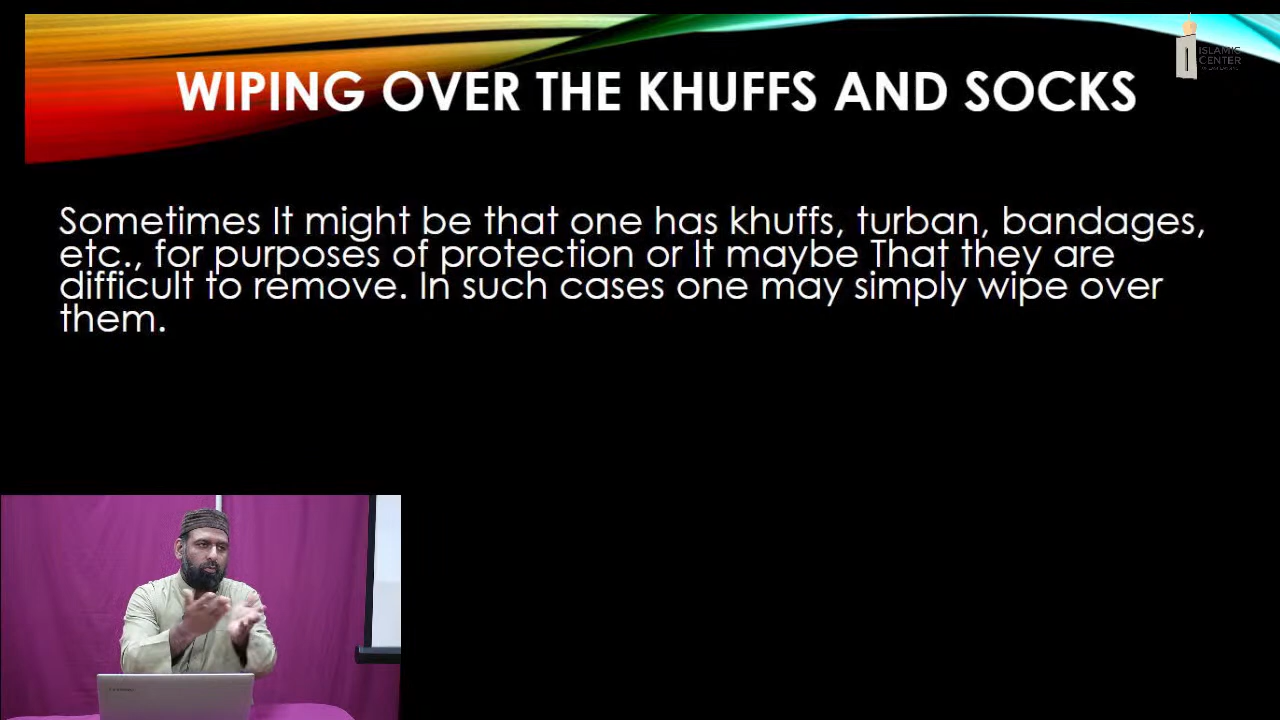 ISLAMIC
CENTER
WIPING OVER THE KHUFFS AND SOCKS
Sometimes It might be that one has khuffs, turban, bandages,
etc., for purposes of protection or It maybe That they are
difficult to remove. In such cases one may simply wipe over
them.